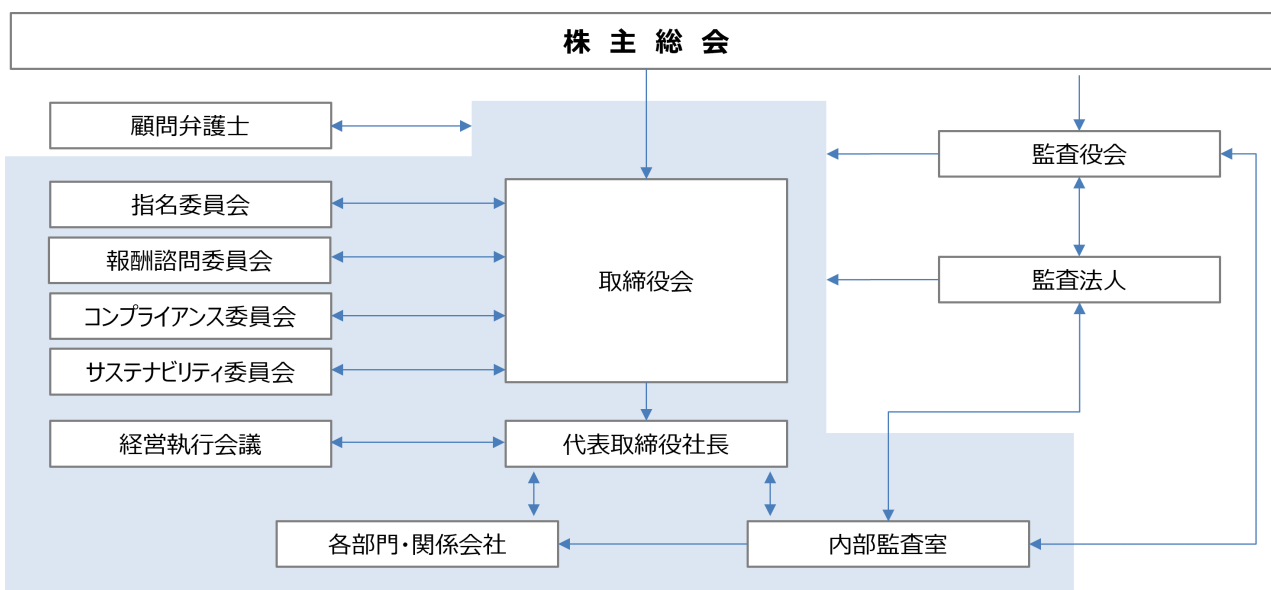 株主総会
顧問弁護士
監査役会
指名委員会
報酬諮問委員会
コンプライアンス委員会
サステナビリティ委員会
取締役会
監査法人
経営執行会議
代表取締役社長
各部門・関係会社
内部監査室